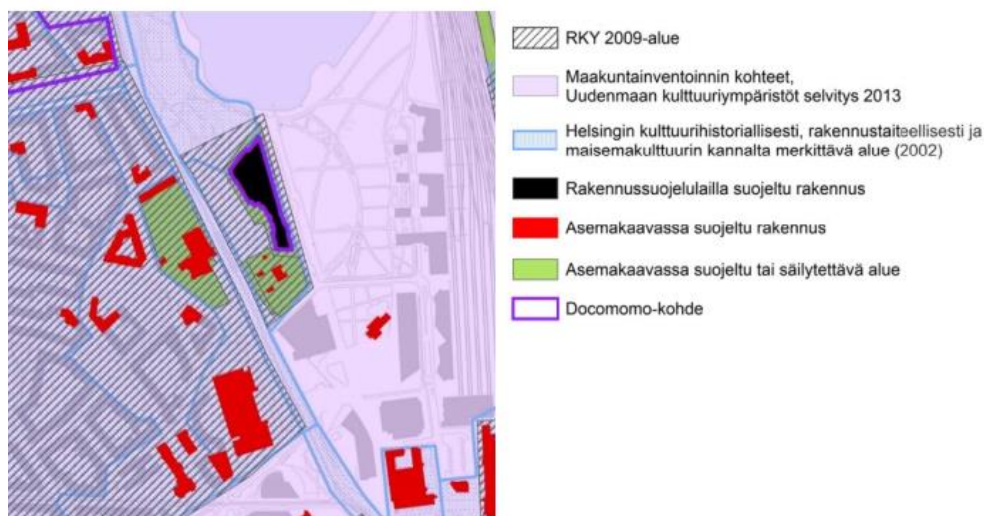 RKY 2009-alue
Maakuntainventoinnin kohteet,
Uudenmaan kulttuuriympäristöt selvitys 2013
Helsingin kulttuurihistoriallisesti, rakennustaiteellisesti ja
maisemakulttuurin kannalta merkittävä alue (2002)
Rakennussuojelulailla suojeltu rakennus
Asemakaavassa suojeltu rakennus
Asemakaavassa suojeltu tai säilytettävä alue
Docomomo-kohde